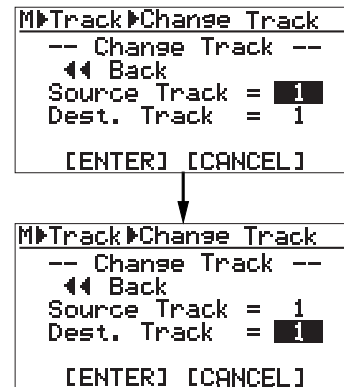 M▶Track▶Change Track
-- Change Track --
◀◀ Back
Source Track = 1
Dest. Track = 1
[ENTER] [CANCEL]
M▶Track▶Change Track
-- Change Track --
◀◀ Back
Source Track = 1
Dest. Track = 1
[ENTER] [CANCEL]